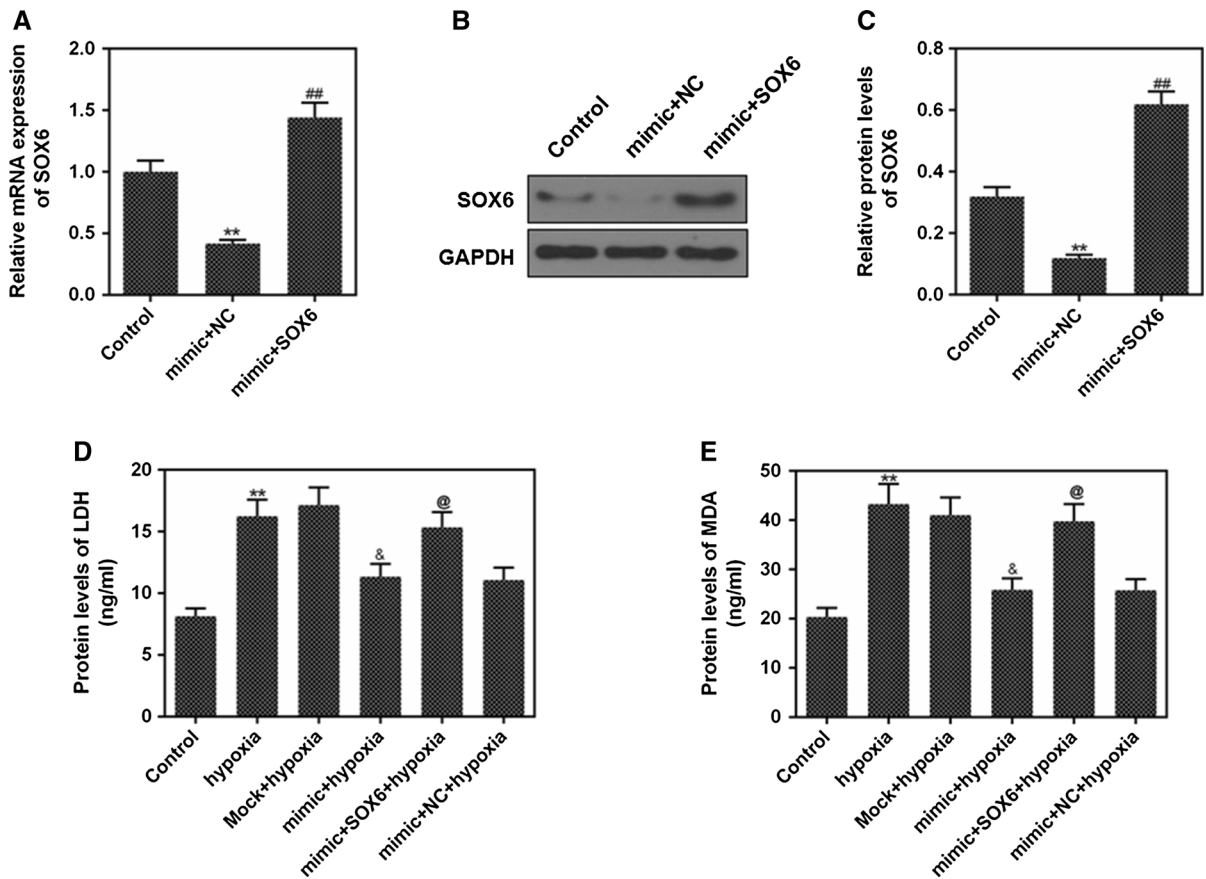 A
Relative mRNA expression
of SOX6
2.0
1.5
1.0
0.5
0.0
**
##
Control
mimic+NC
mimic+SOX6
B
Control
mimic+NC
mimic+SOX6
SOX6
GAPDH
C
Relative protein levels
of SOX6
0.8
0.6
0.4
0.2
0.0
**
##
Control
mimic+NC
mimic+SOX6
D
Protein levels of LDH
(ng/ml)
20
15
10
5
0
**
&
@
Control
hypoxia
Mock+hypoxia
mimic+hypoxia
mimic+SOX6+hypoxia
mimic+NC+hypoxia
E
Protein levels of MDA
(ng/ml)
50
40
30
20
10
0
**
&
@
Control
hypoxia
Mock+hypoxia
mimic+hypoxia
mimic+SOX6+hypoxia
mimic+NC+hypoxia